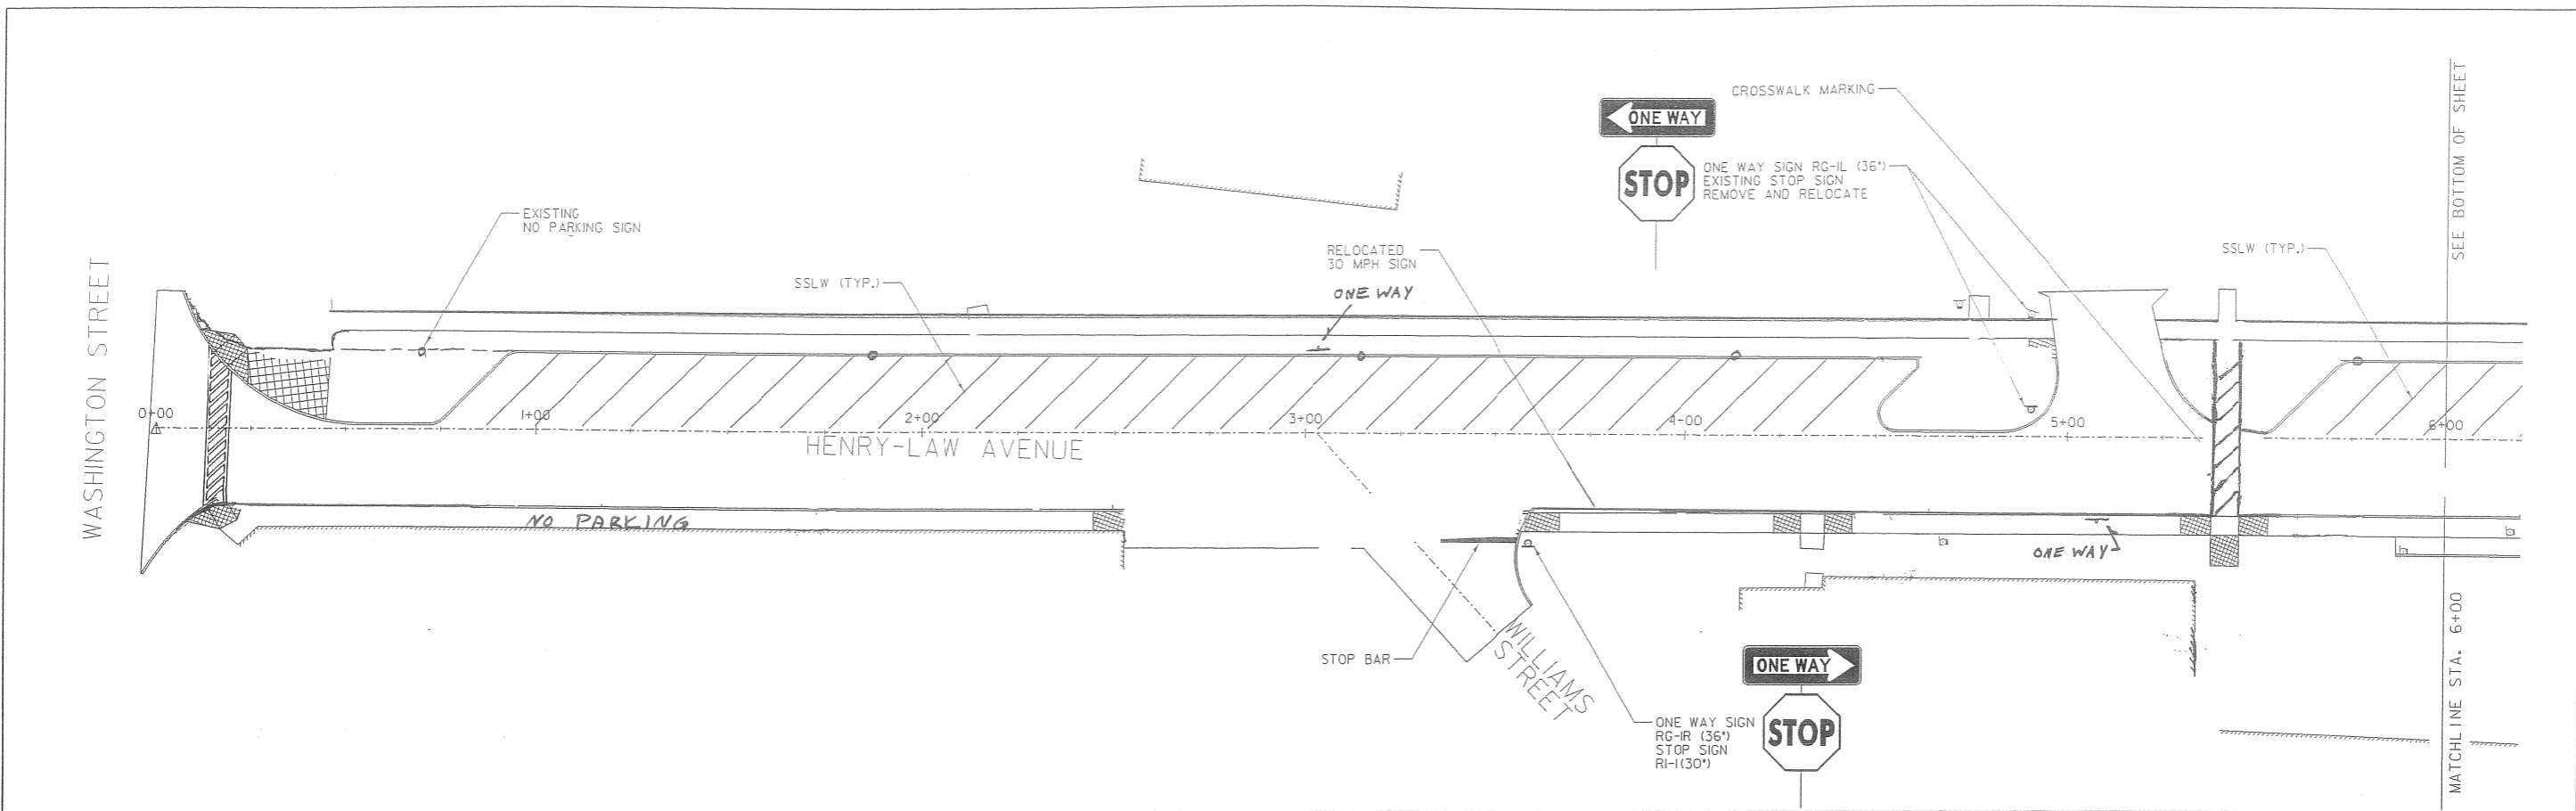 CROSSWALK MARKING
ONE WAY
STOP
ONE WAY SIGN RG-IL (36")
EXISTING STOP SIGN
REMOVE AND RELOCATE
SEE BOTTOM OF SHEET
EXISTING
NO PARKING SIGN
RELOCATED
30 MPH SIGN
ONE WAY
SSLW (TYP.)
SSLW (TYP.)
WASHINGTON STREET
0+00
1+00
2+00
3+00
4+00
5+00
6+00
HENRY-LAW AVENUE
NO PARKING
ONE WAY
STOP BAR
WILLIAMS
STREET
ONE WAY
STOP
ONE WAY SIGN
RG-IR (36")
STOP SIGN
RI-I(30")
MATCHLINE STA. 6+00